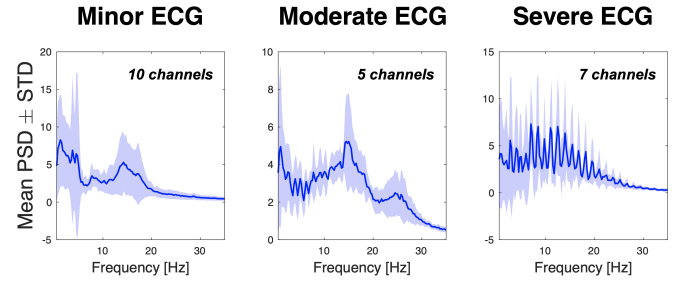 Minor ECG
Moderate ECG
Severe ECG
Mean PSD ± STD
20
15
10
5
0
-5
10 channels
10
20
30
Frequency [Hz]
10
8
6
4
2
0
5 channels
10
20
30
Frequency [Hz]
15
10
5
0
-5
7 channels
10
20
30
Frequency [Hz]